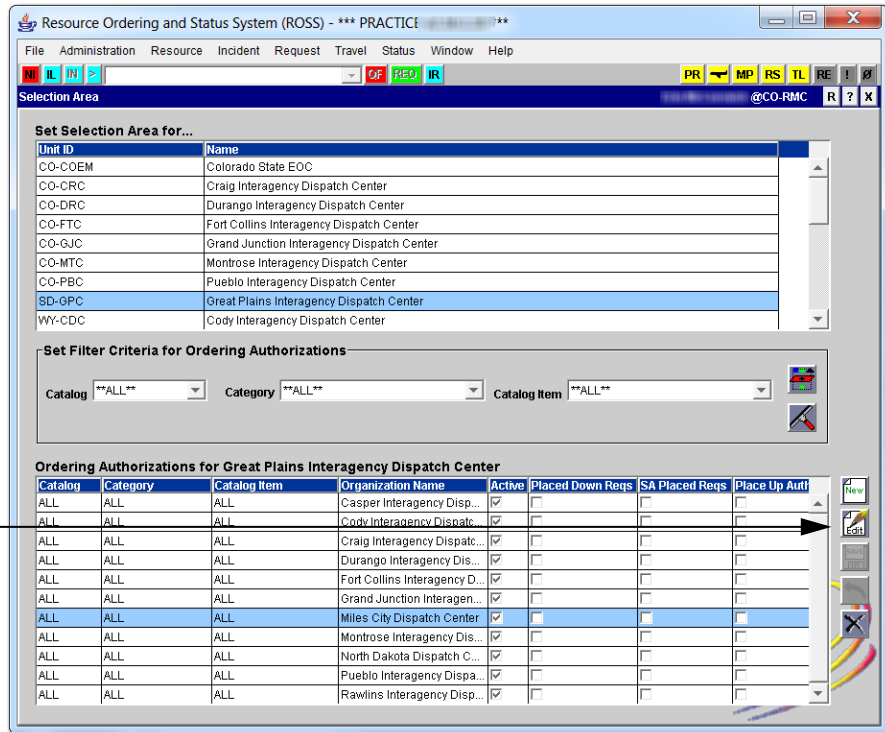 Resource Ordering and Status System (ROSS) - *** PRACTICE **
File Administration Resource Incident Request Travel Status Window Help
NI IL IN > OF REQ IR PR MP RS TL RE ! Ø
Selection Area @CO-RMC R ? X
Set Selection Area for...
Unit ID Name
CO-COEM Colorado State EOC
CO-CRC Craig Interagency Dispatch Center
CO-DRC Durango Interagency Dispatch Center
CO-FTC Fort Collins Interagency Dispatch Center
CO-GJC Grand Junction Interagency Dispatch Center
CO-MTC Montrose Interagency Dispatch Center
CO-PBC Pueblo Interagency Dispatch Center
SD-GPC Great Plains Interagency Dispatch Center
WY-CDC Cody Interagency Dispatch Center
Set Filter Criteria for Ordering Authorizations
Catalog **ALL** Category **ALL** Catalog Item **ALL**
Ordering Authorizations for Great Plains Interagency Dispatch Center
Catalog Category Catalog Item Organization Name Active Placed Down Reqs SA Placed Reqs Place Up Auth
New
ALL ALL ALL Casper Interagency Disp...
ALL ALL ALL Cody Interagency Dispatc...
Edit
ALL ALL ALL Craig Interagency Dispatc...
ALL ALL ALL Durango Interagency Dis...
SAVE
ALL ALL ALL Fort Collins Interagency D...
ALL ALL ALL Grand Junction Interagen...
ALL ALL ALL Miles City Dispatch Center
ALL ALL ALL Montrose Interagency Dis...
ALL ALL ALL North Dakota Dispatch C...
ALL ALL ALL Pueblo Interagency Dispa...
ALL ALL ALL Rawlins Interagency Disp...